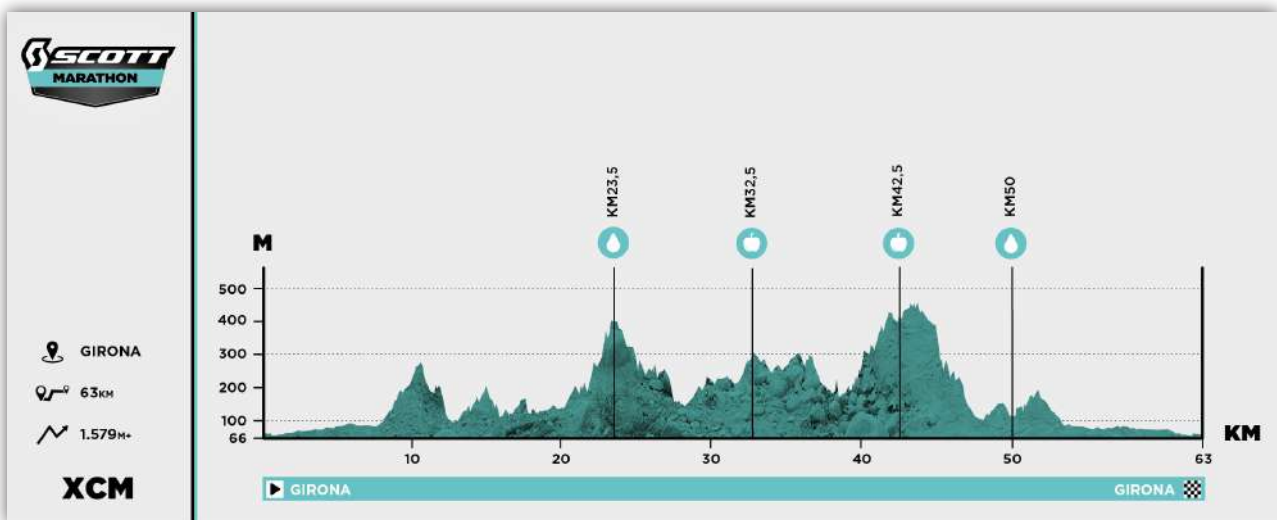 SCOTT
MARATHON
GIRONA
63KM
1.579M+
XCM
KM23,5
KM32,5
KM42,5
KM50
M
500
400
300
200
100
66
10
20
30
40
50
63
KM
GIRONA
GIRONA